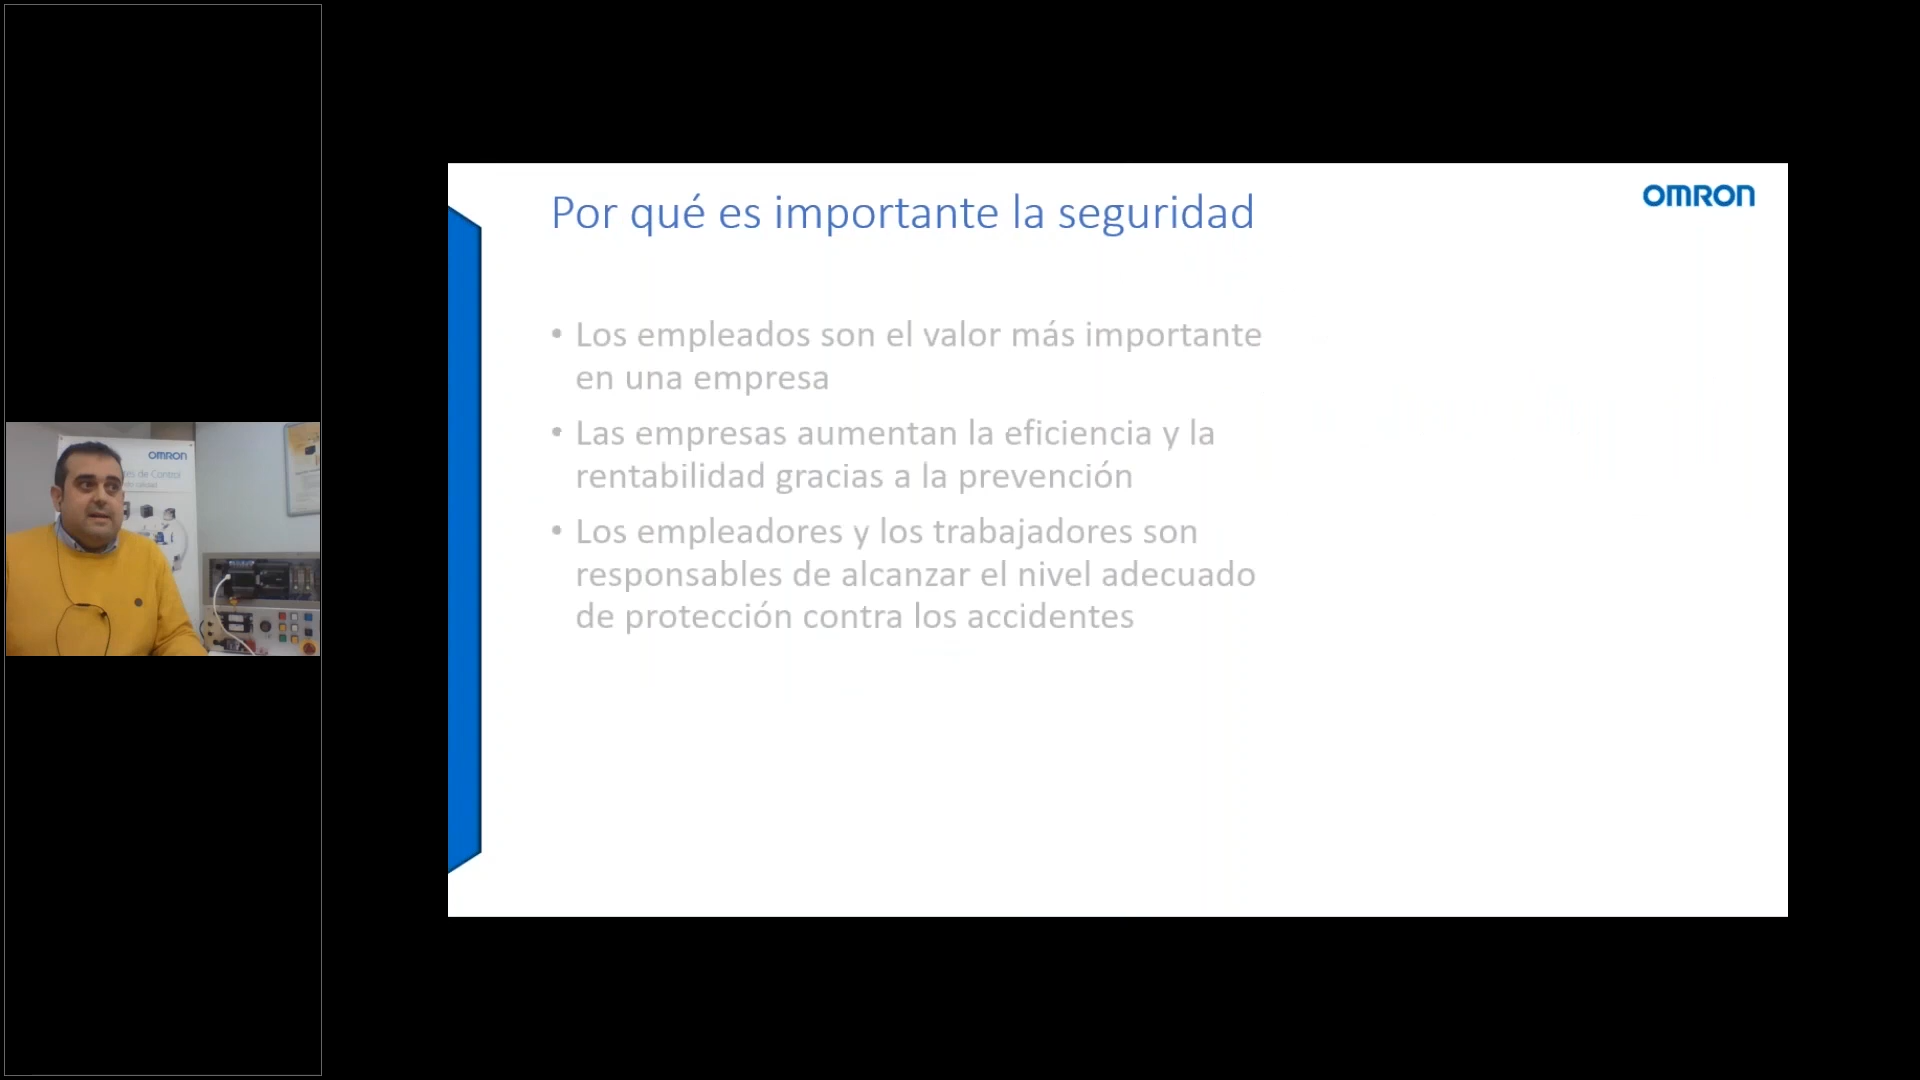 Por qué es importante la seguridad
OMRON
• Los empleados son el valor más importante
en una empresa
• Las empresas aumentan la eficiencia y la
rentabilidad gracias a la prevención
• Los empleadores y los trabajadores son
responsables de alcanzar el nivel adecuado
de protección contra los accidentes
OMRON
de Control